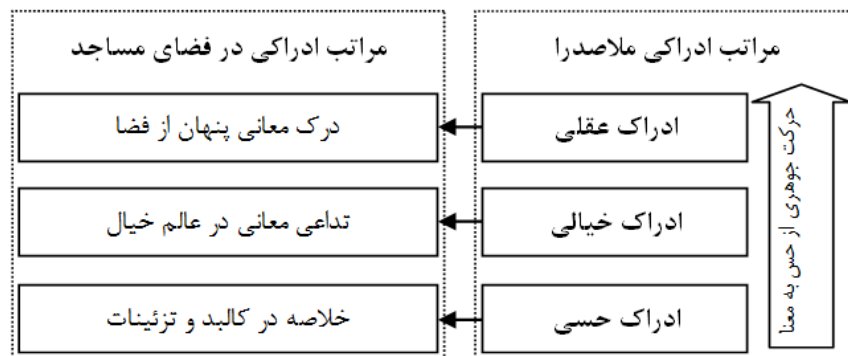 مراتب ادراکی ملاصدرا
مراتب ادراکی در فضای مساجد
ادراک عقلی
درک معانی پنهان از فضا
ادراک خیالی
تداعی معانی در عالم خیال
ادراک حسی
خلاصه در کالبد و تزئینات
حرکت جوهری از حس به معنا